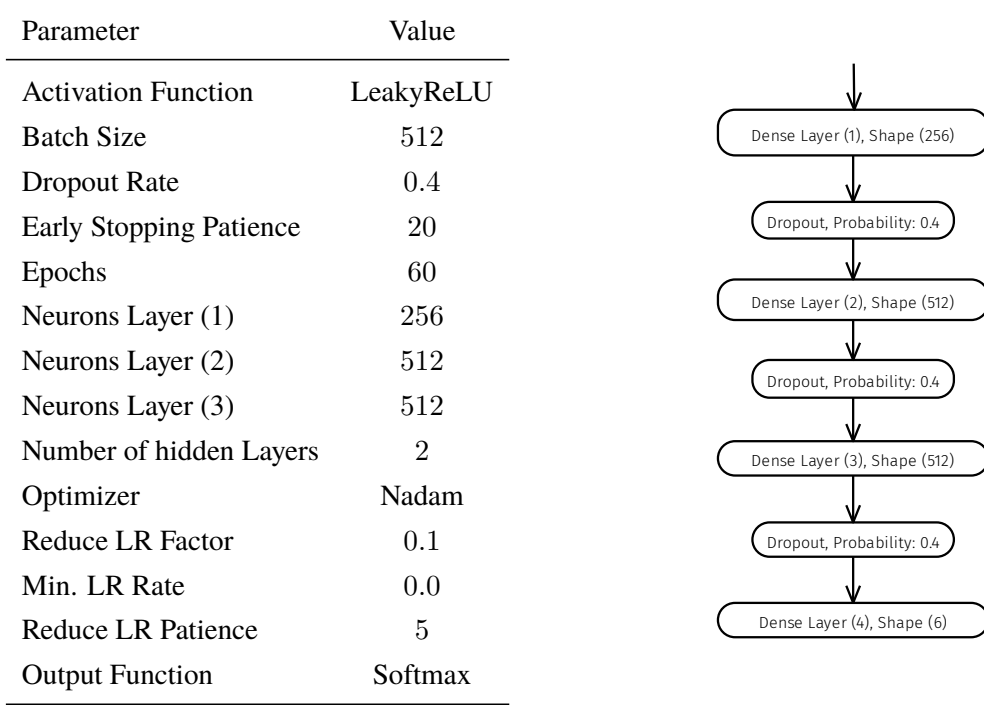 Parameter Value
Activation Function LeakyReLU
Batch Size 512
Dropout Rate 0.4
Early Stopping Patience 20
Epochs 60
Neurons Layer (1) 256
Neurons Layer (2) 512
Neurons Layer (3) 512
Number of hidden Layers 2
Optimizer Nadam
Reduce LR Factor 0.1
Min. LR Rate 0.0
Reduce LR Patience 5
Output Function Softmax
Dense Layer (1), Shape (256)
Dropout, Probability: 0.4
Dense Layer (2), Shape (512)
Dropout, Probability: 0.4
Dense Layer (3), Shape (512)
Dropout, Probability: 0.4
Dense Layer (4), Shape (6)